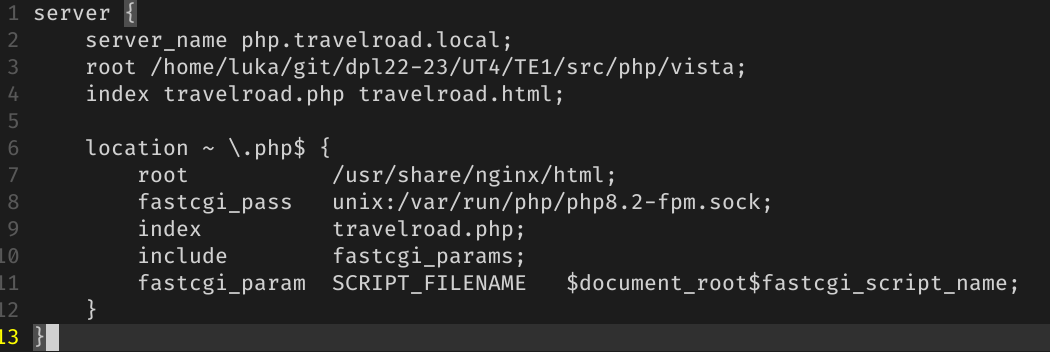 1 server {
2     server_name php.travelroad.local;
3     root /home/luka/git/dpl22-23/UT4/TE1/src/php/vista;
4     index travelroad.php travelroad.html;
5
6     location ~ \.php$ {
7         root           /usr/share/nginx/html;
8         fastcgi_pass   unix:/var/run/php/php8.2-fpm.sock;
9         index          travelroad.php;
10         include        fastcgi_params;
11         fastcgi_param  SCRIPT_FILENAME   $document_root$fastcgi_script_name;
12     }
13 }